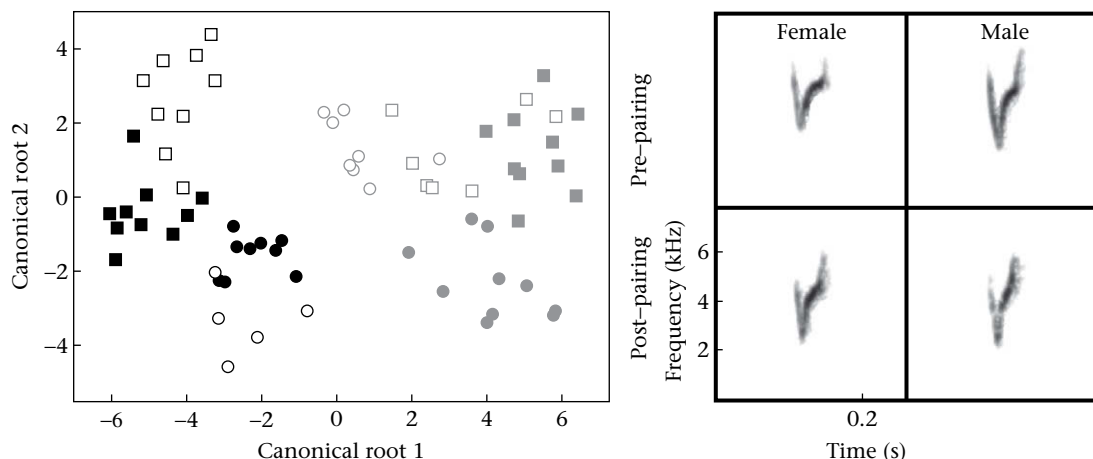 4
2
0
−2
−4
Canonical root 2
−6
−4
−2
0
2
4
6
Canonical root 1
Female
Male
Pre–pairing
Post–pairing
Frequency (kHz)
6
4
2
0.2
Time (s)